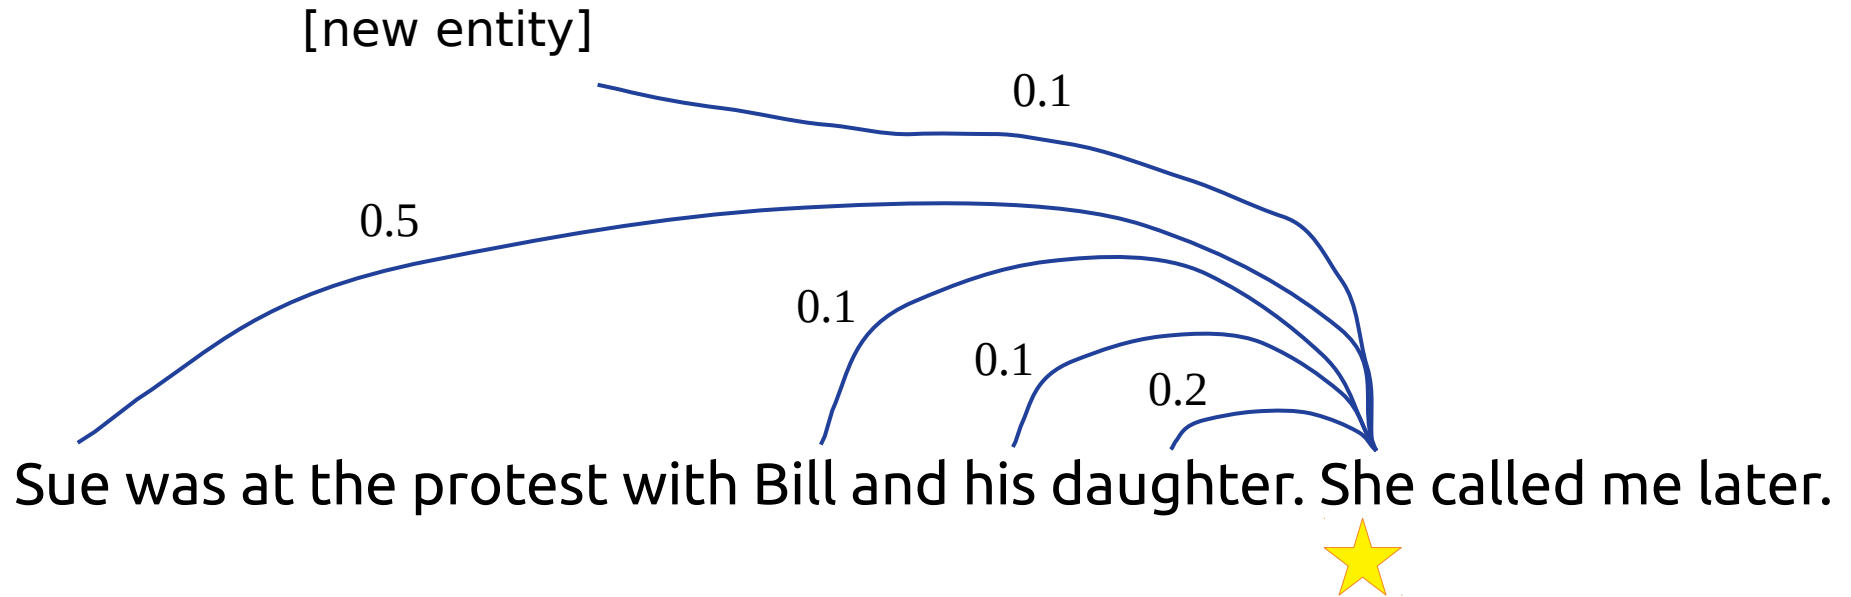 [new entity]
0.1
0.5
0.1
0.1
0.2
Sue was at the protest with Bill and his daughter. She called me later.